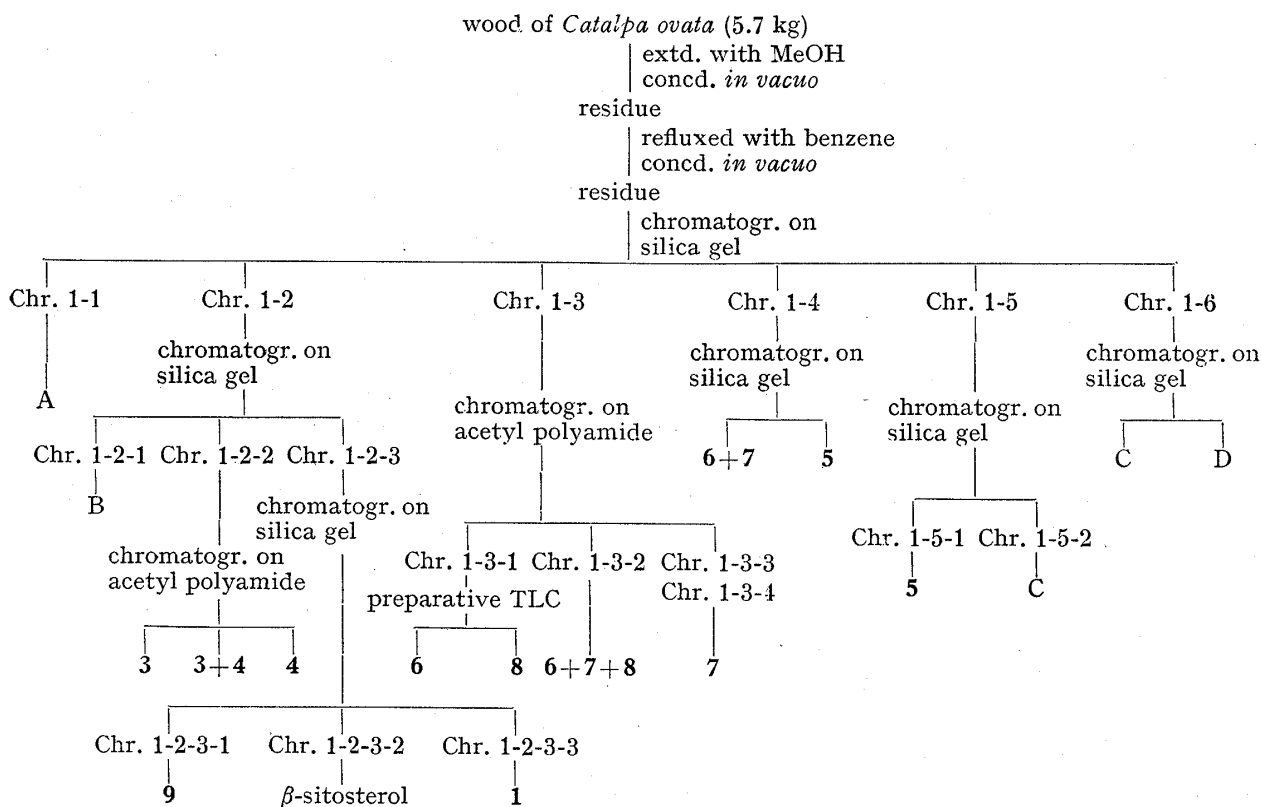 wood of Catalpa ovata (5.7 kg)
extd. with MeOH
concd. in vacuo
residue
refluxed with benzene
concd. in vacuo
residue
chromatogr. on
silica gel
Chr. 1-1 Chr. 1-2 Chr. 1-3 Chr. 1-4 Chr. 1-5 Chr. 1-6
chromatogr. on
silica gel
A
Chr. 1-2-1 Chr. 1-2-2 Chr. 1-2-3
B
chromatogr. on
acetyl polyamide
3 3+4 4
chromatogr. on
silica gel
Chr. 1-2-3-1 Chr. 1-2-3-2 Chr. 1-2-3-3
9 β-sitosterol 1
chromatogr. on
acetyl polyamide
Chr. 1-3-1 Chr. 1-3-2 Chr. 1-3-3
Chr. 1-3-4
preparative TLC
6 8 6+7+8 7
chromatogr. on
silica gel
6+7 5
chromatogr. on
silica gel
Chr. 1-5-1 Chr. 1-5-2
5 C
chromatogr. on
silica gel
C D